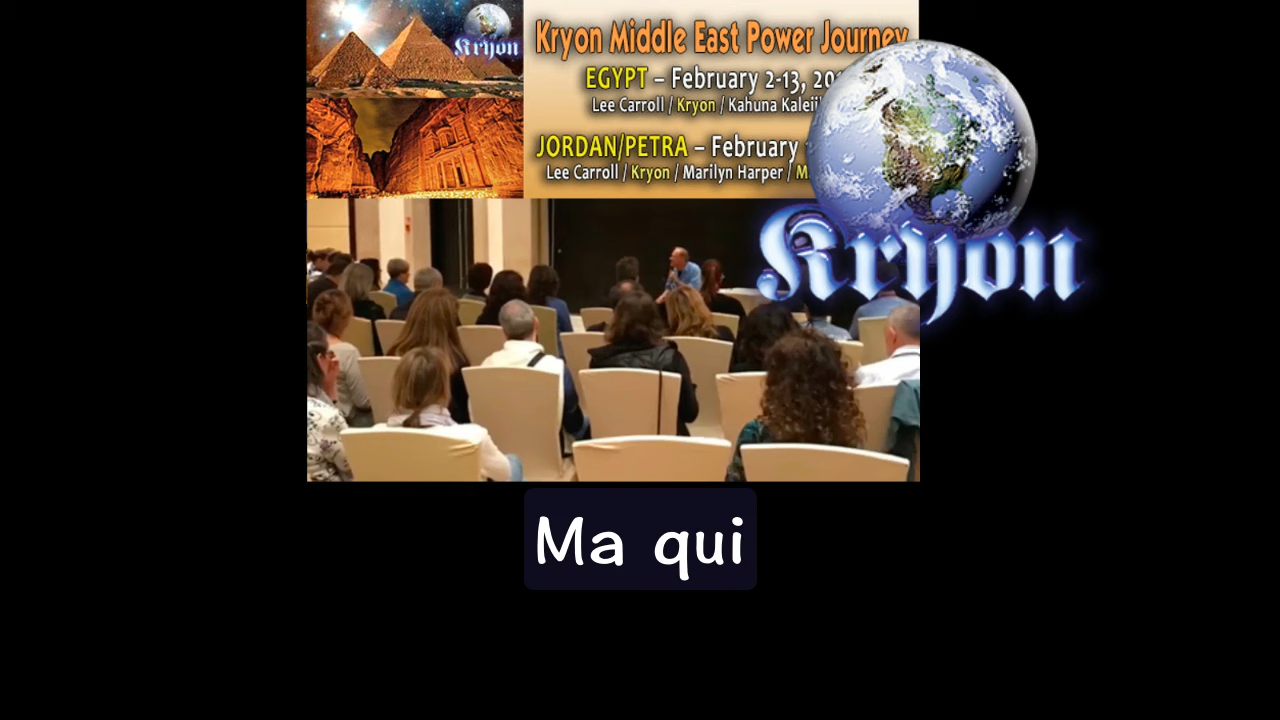 Kryon
Kryon Middle East Power Journey
EGYPT – February 2-13, 20
Lee Carroll / Kryon / Kahuna
JORDAN/PETRA – February
Lee Carroll / Kryon / Marilyn Harper /
Kryon
Ma qui